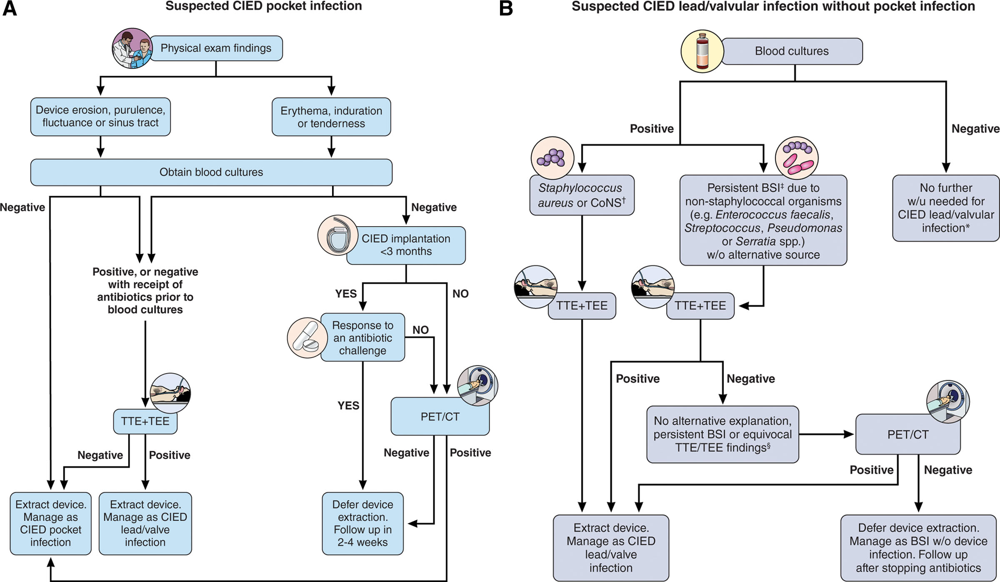 A
Suspected CIED pocket infection
Physical exam findings
Device erosion, purulence,
fluctuance or sinus tract
Erythema, induration
or tenderness
Obtain blood cultures
Negative
Negative
CIED implantation
<3 months
Positive, or negative
with receipt of
antibiotics prior to
blood cultures
YES
NO
Response to
an antibiotic
challenge
NO
YES
PET/CT
TTE+TEE
Negative
Positive
Negative
Positive
Extract device.
Manage as
CIED pocket
infection
Extract device.
Manage as CIED
lead/valve
infection
Defer device
extraction.
Follow up in
2-4 weeks
B
Suspected CIED lead/valvular infection without pocket infection
Blood cultures
Positive
Negative
Staphylococcus
aureus or CoNS†
Persistent BSI‡ due to
non-staphylococcal organisms
(e.g. Enterococcus faecalis,
Streptococcus, Pseudomonas
or Serratia spp.)
w/o alternative source
No further
w/u needed for
CIED lead/valvular
infection*
TTE+TEE
TTE+TEE
Positive
Negative
No alternative explanation,
persistent BSI or equivocal
TTE/TEE findings§
PET/CT
Positive
Negative
Extract device.
Manage as CIED
lead/valve
infection
Defer device extraction.
Manage as BSI w/o device
infection. Follow up
after stopping antibiotics